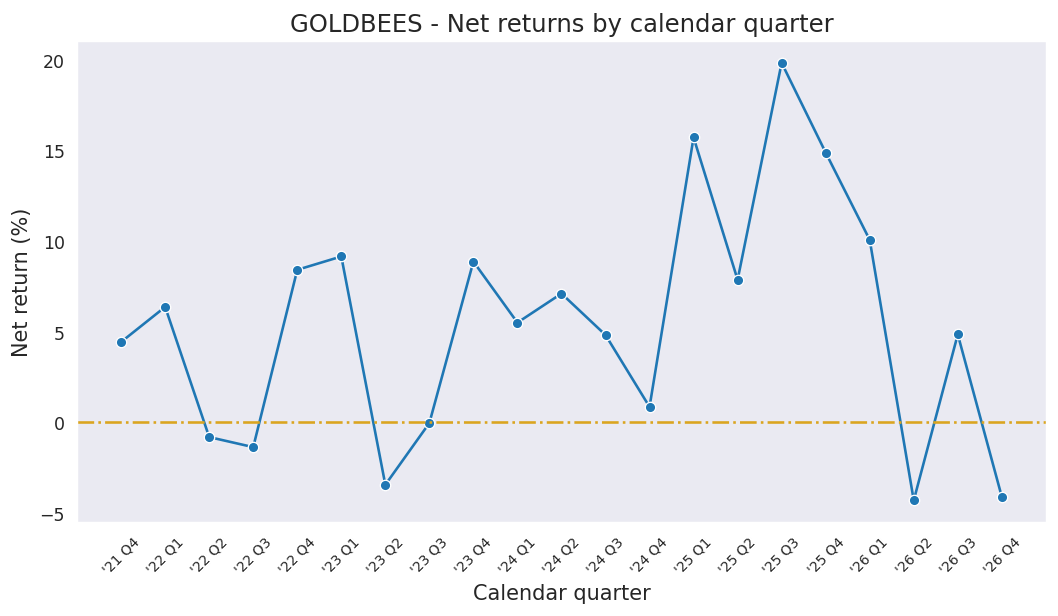 GOLDBEES - Net returns by calendar quarter
Net return (%)
20
15
10
5
0
−5
'21 Q4
'22 Q1
'22 Q2
'22 Q3
'22 Q4
'23 Q1
'23 Q2
'23 Q3
'23 Q4
'24 Q1
'24 Q2
'24 Q3
'24 Q4
'25 Q1
'25 Q2
'25 Q3
'25 Q4
'26 Q1
'26 Q2
'26 Q3
'26 Q4
Calendar quarter